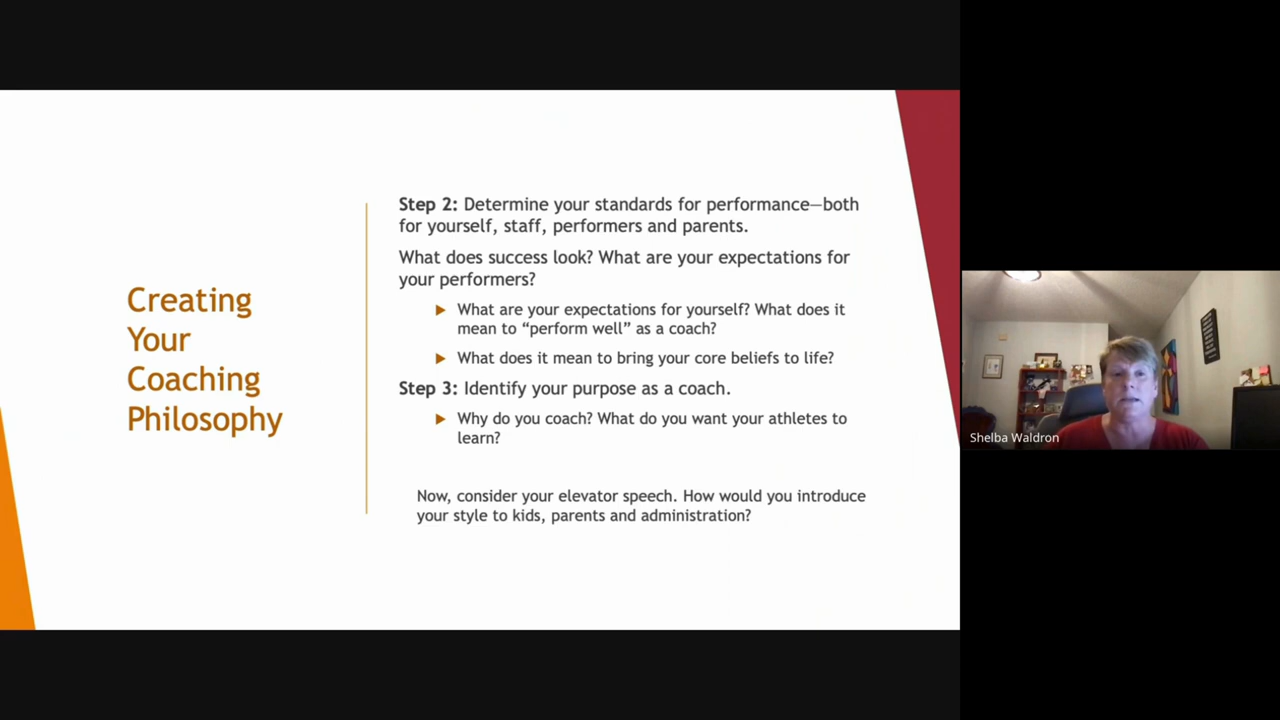 Creating
Your
Coaching
Philosophy
Step 2: Determine your standards for performance—both
for yourself, staff, performers and parents.
What does success look? What are your expectations for
your performers?
What are your expectations for yourself? What does it
mean to “perform well” as a coach?
What does it mean to bring your core beliefs to life?
Step 3: Identify your purpose as a coach.
Why do you coach? What do you want your athletes to
learn?
Now, consider your elevator speech. How would you introduce
your style to kids, parents and administration?
Shelba Waldron